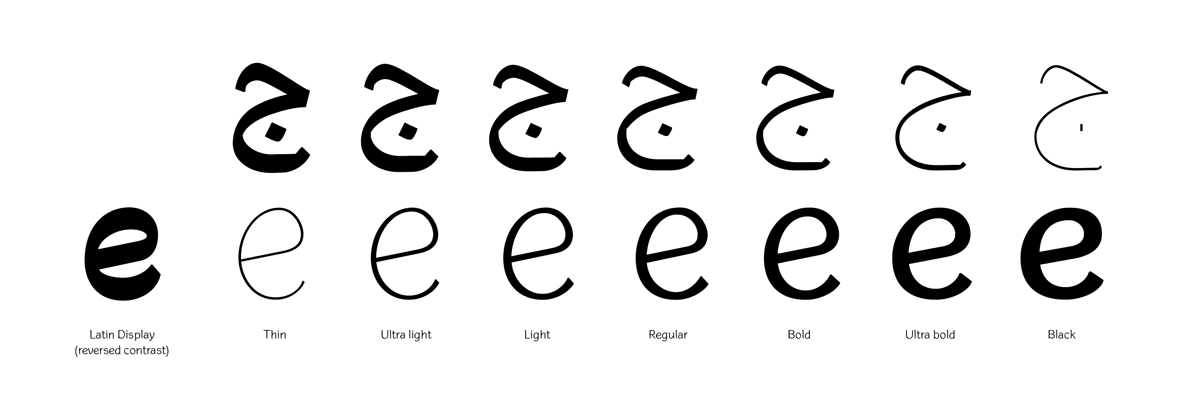 ج ج ج ج ج ج ج
e e e e e e e e
Latin Display Thin Ultra light Light Regular Bold Ultra bold Black
(reversed contrast)